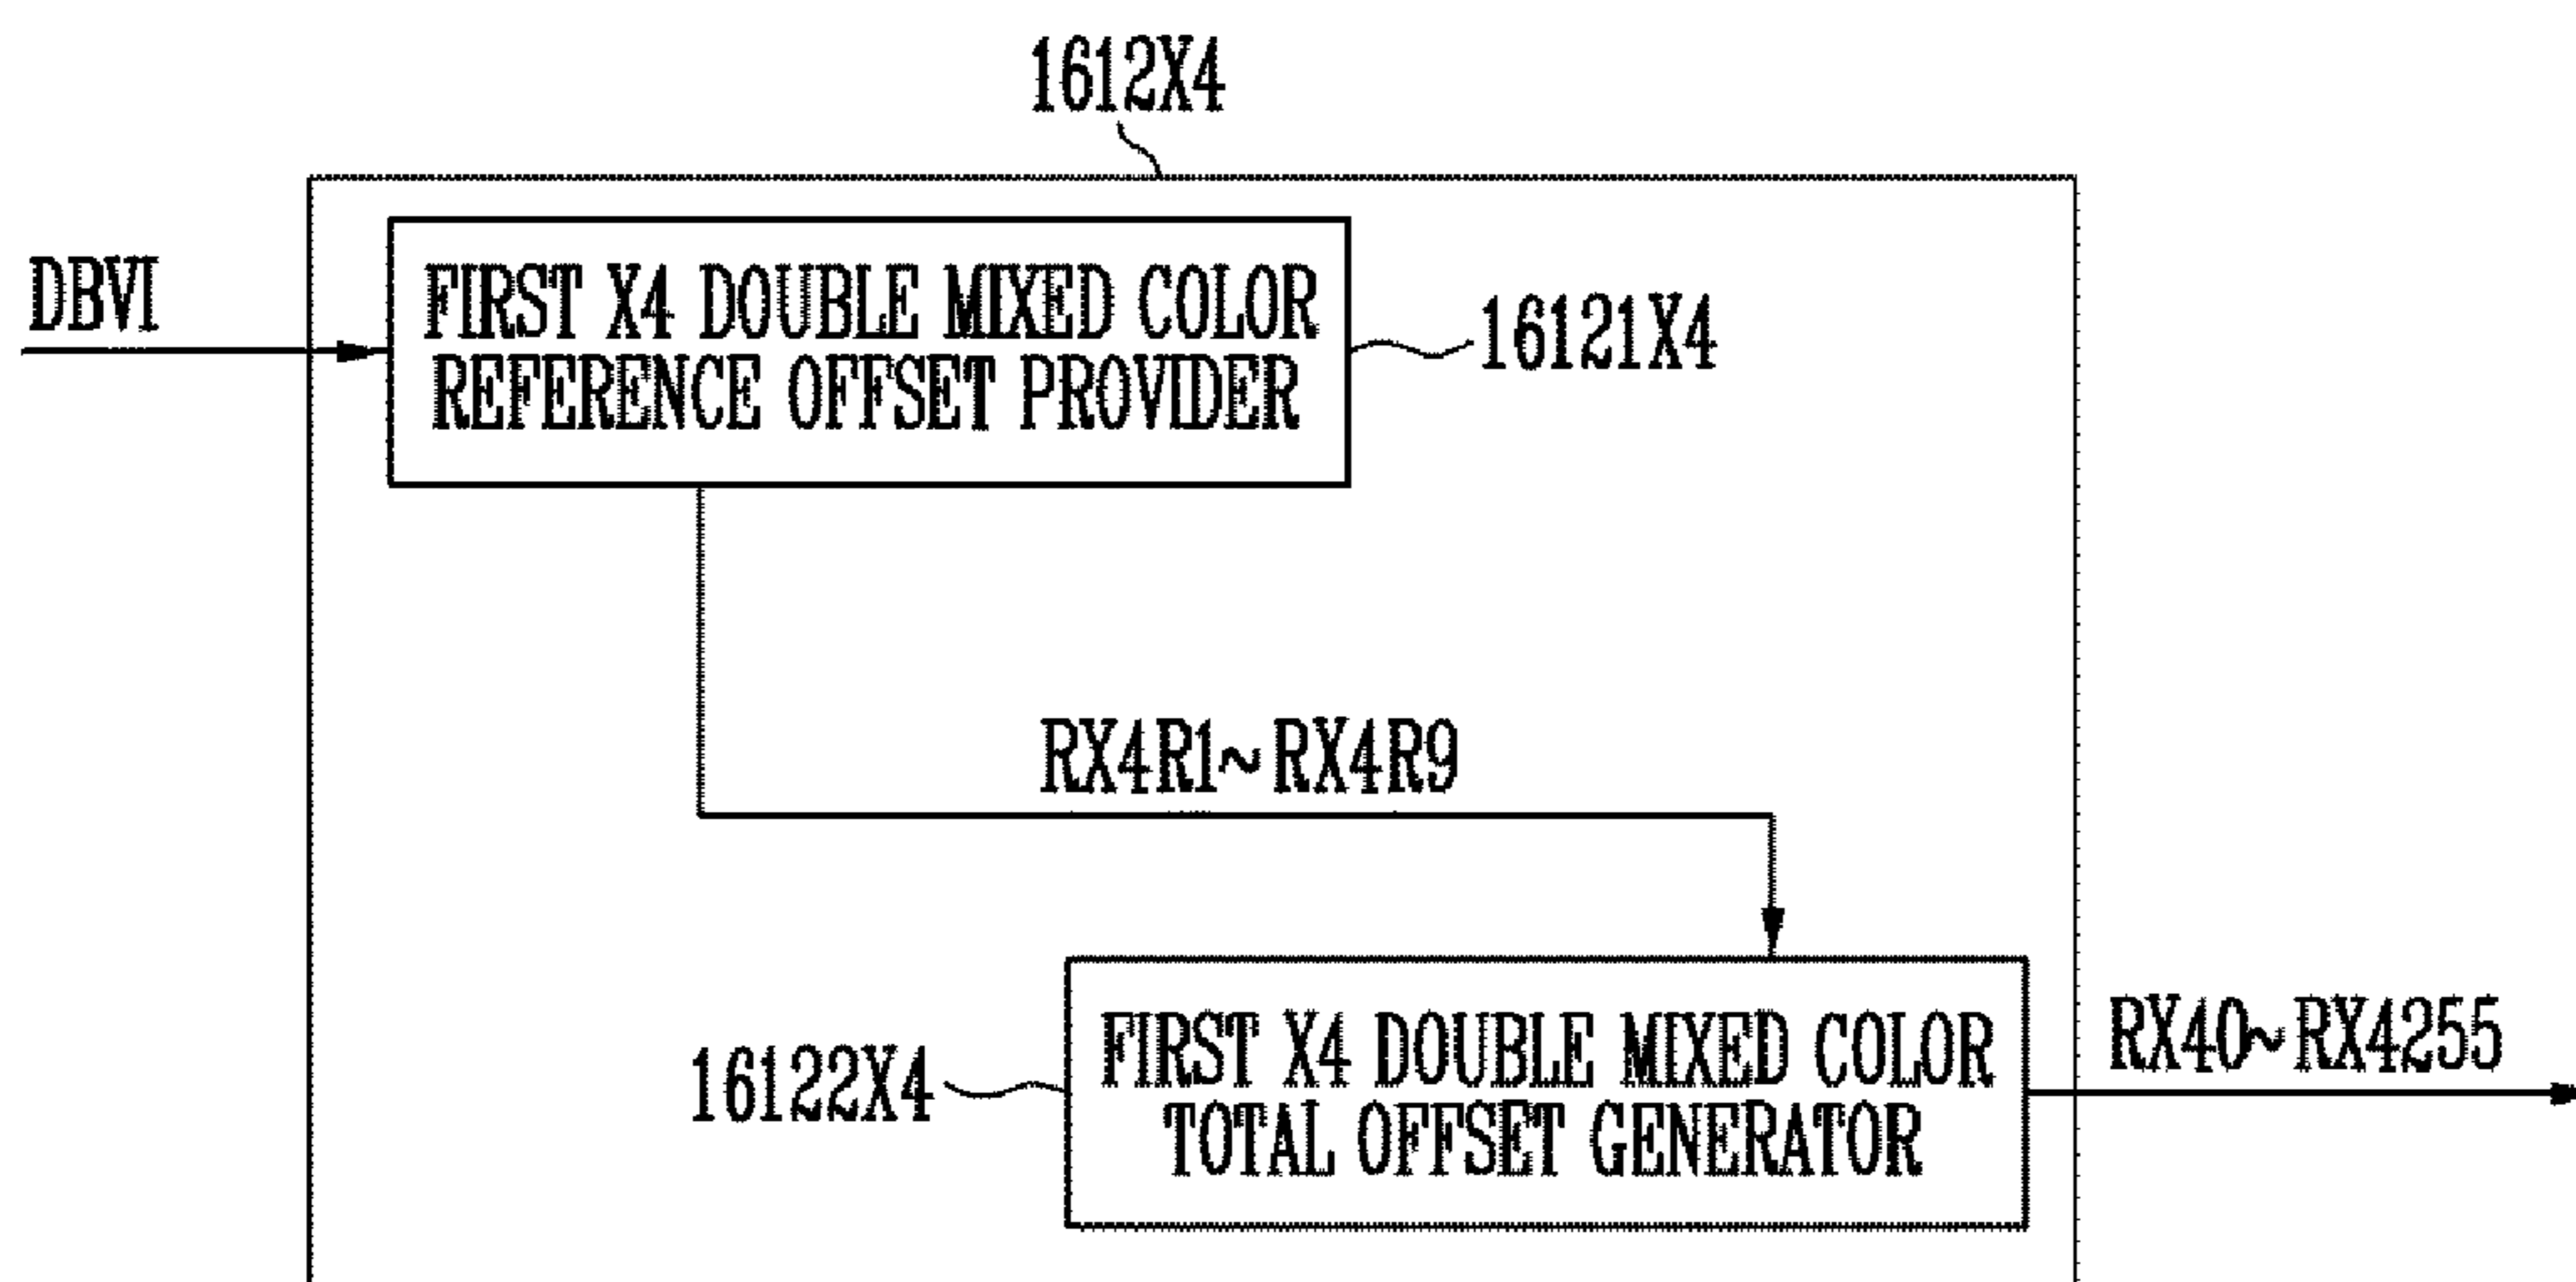 1612X4
DBVI
FIRST X4 DOUBLE MIXED COLOR
REFERENCE OFFSET PROVIDER
16121X4
RX4R1~RX4R9
FIRST X4 DOUBLE MIXED COLOR
TOTAL OFFSET GENERATOR
16122X4
RX40~RX4255